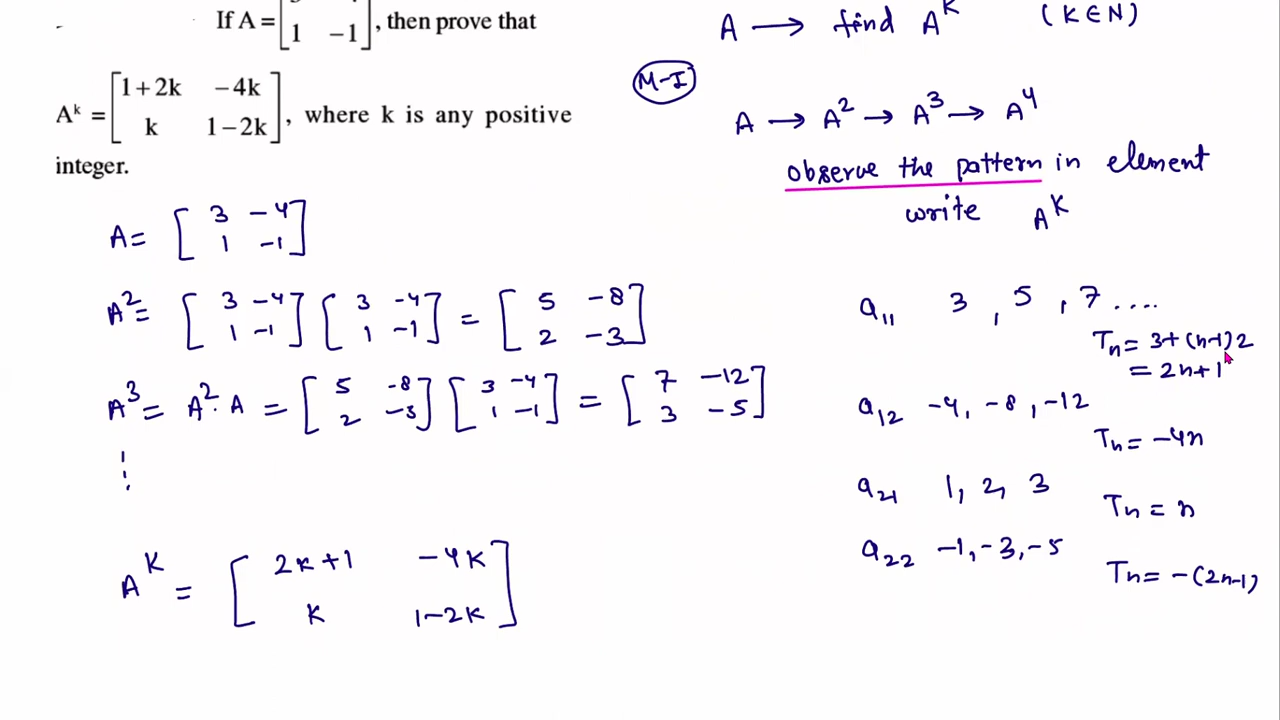 If A = [ 1 −1 ], then prove that
Aᵏ = [ 1 + 2k − 4k
k 1 − 2k ], where k is any positive
integer.
A = [ 3 −4
1 −1 ]
A² = [ 3 −4
1 −1 ] [ 3 −4
1 −1 ] = [ 5 −8
2 −3 ]
A³ = A² · A = [ 5 −8
2 −3 ] [ 3 −4
1 −1 ] = [ 7 −12
3 −5 ]
⋮
Aᴷ = [ 2K+1 −4K
K 1−2K ]
A → find Aᴷ (K∈N)
M-I
A → A² → A³ → A⁴
observe the pattern in element
write Aᴷ
a₁₁ 3, 5, 7 ....
Tn = 3+(n-1)2
= 2n+1
a₁₂ -4, -8, -12
Tn = -4n
a₂₁ 1, 2, 3
Tn = n
a₂₂ -1, -3, -5
Tn = -(2n-1)